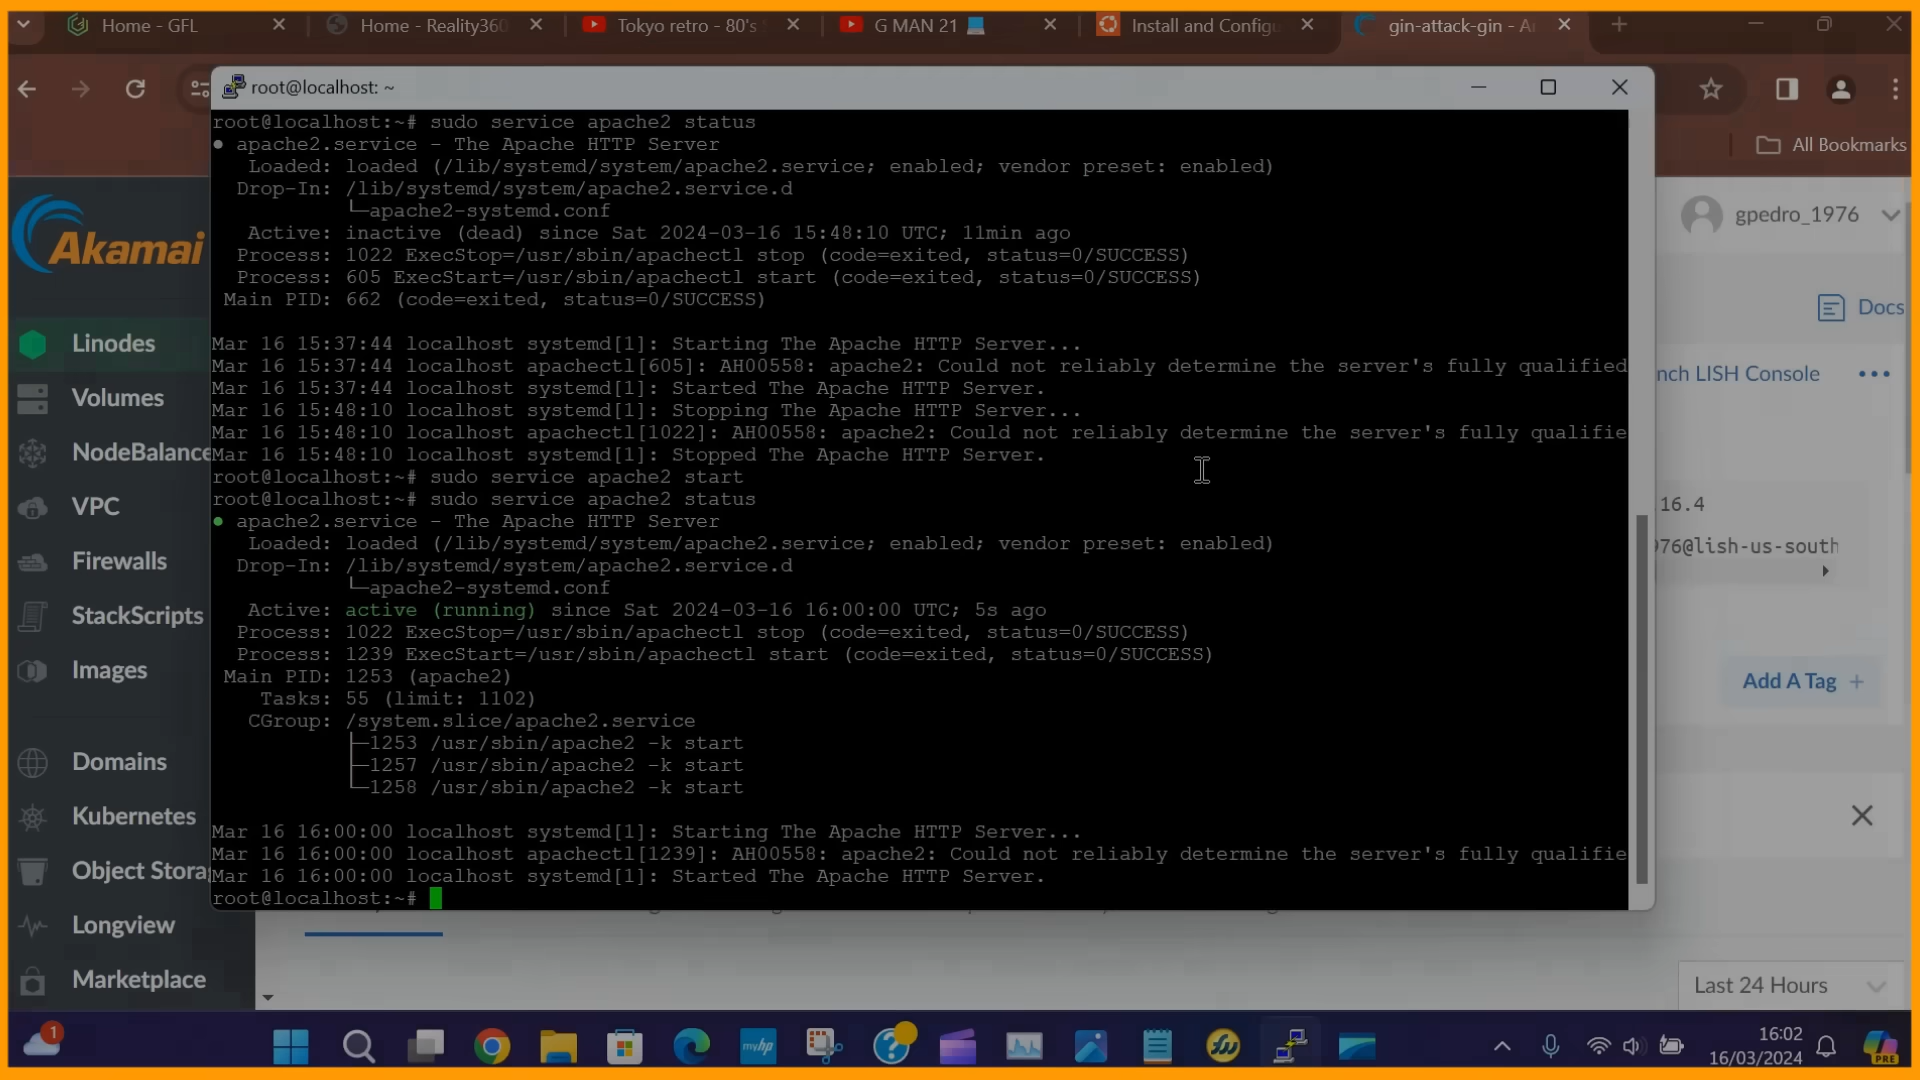 Home - GFL
Home - Reality360
Tokyo retro - 80's
G MAN 21
Install and Configu
gin-attack-gin - A
root@localhost: ~
All Bookmarks
root@localhost:~# sudo service apache2 status
● apache2.service - The Apache HTTP Server
Loaded: loaded (/lib/systemd/system/apache2.service; enabled; vendor preset: enabled)
Drop-In: /lib/systemd/system/apache2.service.d
└─apache2-systemd.conf
Active: inactive (dead) since Sat 2024-03-16 15:48:10 UTC; 11min ago
Process: 1022 ExecStop=/usr/sbin/apachectl stop (code=exited, status=0/SUCCESS)
Process: 605 ExecStart=/usr/sbin/apachectl start (code=exited, status=0/SUCCESS)
Main PID: 662 (code=exited, status=0/SUCCESS)
Mar 16 15:37:44 localhost systemd[1]: Starting The Apache HTTP Server...
Mar 16 15:37:44 localhost apachectl[605]: AH00558: apache2: Could not reliably determine the server's fully qualified
Mar 16 15:37:44 localhost systemd[1]: Started The Apache HTTP Server.
Mar 16 15:48:10 localhost systemd[1]: Stopping The Apache HTTP Server...
Mar 16 15:48:10 localhost apachectl[1022]: AH00558: apache2: Could not reliably determine the server's fully qualifie
Mar 16 15:48:10 localhost systemd[1]: Stopped The Apache HTTP Server.
root@localhost:~# sudo service apache2 start
root@localhost:~# sudo service apache2 status
● apache2.service - The Apache HTTP Server
Loaded: loaded (/lib/systemd/system/apache2.service; enabled; vendor preset: enabled)
Drop-In: /lib/systemd/system/apache2.service.d
└─apache2-systemd.conf
Active: active (running) since Sat 2024-03-16 16:00:00 UTC; 5s ago
Process: 1022 ExecStop=/usr/sbin/apachectl stop (code=exited, status=0/SUCCESS)
Process: 1239 ExecStart=/usr/sbin/apachectl start (code=exited, status=0/SUCCESS)
Main PID: 1253 (apache2)
Tasks: 55 (limit: 1102)
CGroup: /system.slice/apache2.service
├─1253 /usr/sbin/apache2 -k start
├─1257 /usr/sbin/apache2 -k start
└─1258 /usr/sbin/apache2 -k start
Mar 16 16:00:00 localhost systemd[1]: Starting The Apache HTTP Server...
Mar 16 16:00:00 localhost apachectl[1239]: AH00558: apache2: Could not reliably determine the server's fully qualifie
Mar 16 16:00:00 localhost systemd[1]: Started The Apache HTTP Server.
root@localhost:~#
Akamai
Linodes
Volumes
NodeBalance
VPC
Firewalls
StackScripts
Images
Domains
Kubernetes
Object Stora
Longview
Marketplace
gpedro_1976
Docs
nch LISH Console
16.4
976@lish-us-south
Add A Tag +
Last 24 Hours
1
myhp
16:02
16/03/2024
PRE